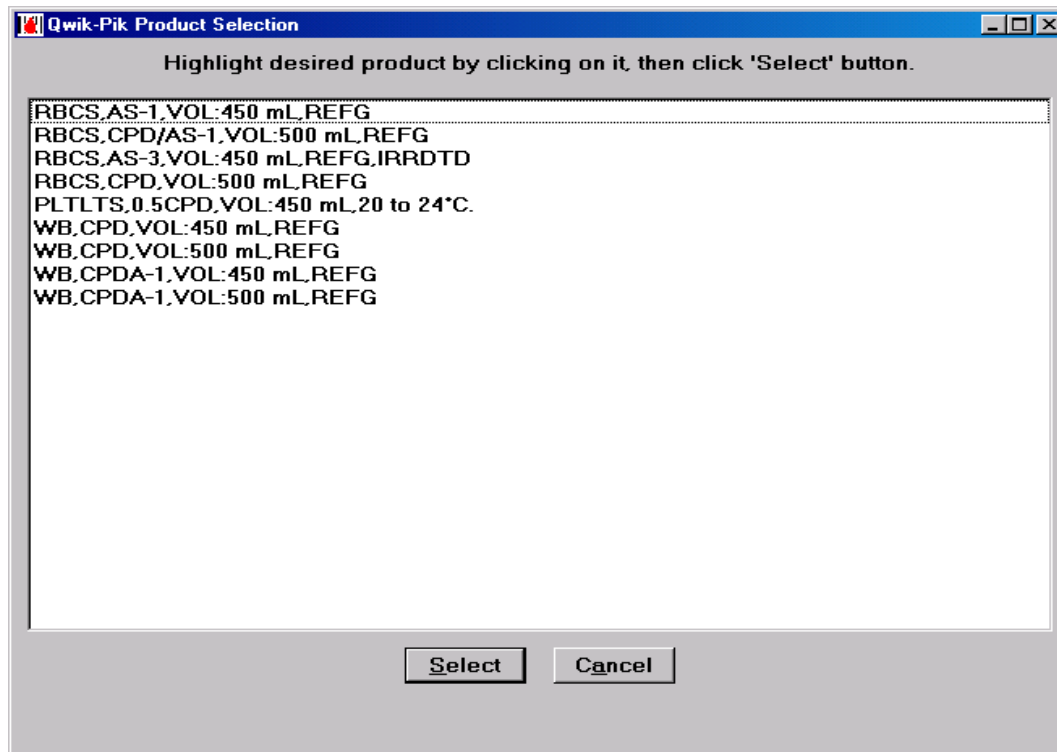 Qwik-Pik Product Selection
Highlight desired product by clicking on it, then click 'Select' button.
RBCS,AS-1,VOL:450 mL,REFG
RBCS,CPD/AS-1,VOL:500 mL,REFG
RBCS,AS-3,VOL:450 mL,REFG,IRRDTD
RBCS,CPD,VOL:500 mL,REFG
PLTLTS,0.5CPD,VOL:450 mL,20 to 24*C.
WB,CPD,VOL:450 mL,REFG
WB,CPD,VOL:500 mL,REFG
WB,CPDA-1,VOL:450 mL,REFG
WB,CPDA-1,VOL:500 mL,REFG
Select Cancel